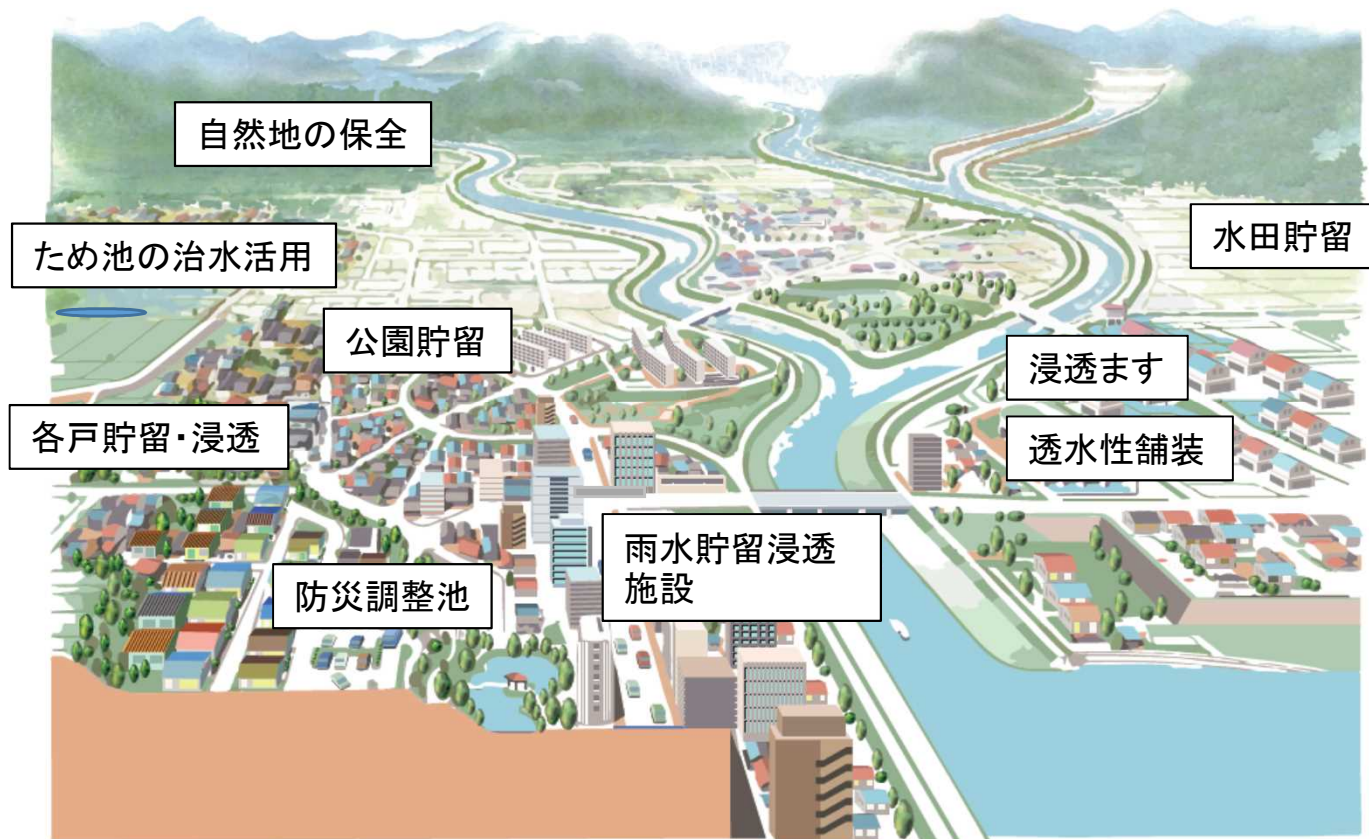 自然地の保全
ため池の治水活用
水田貯留
公園貯留
浸透ます
各戸貯留・浸透
透水性舗装
雨水貯留浸透
施設
防災調整池